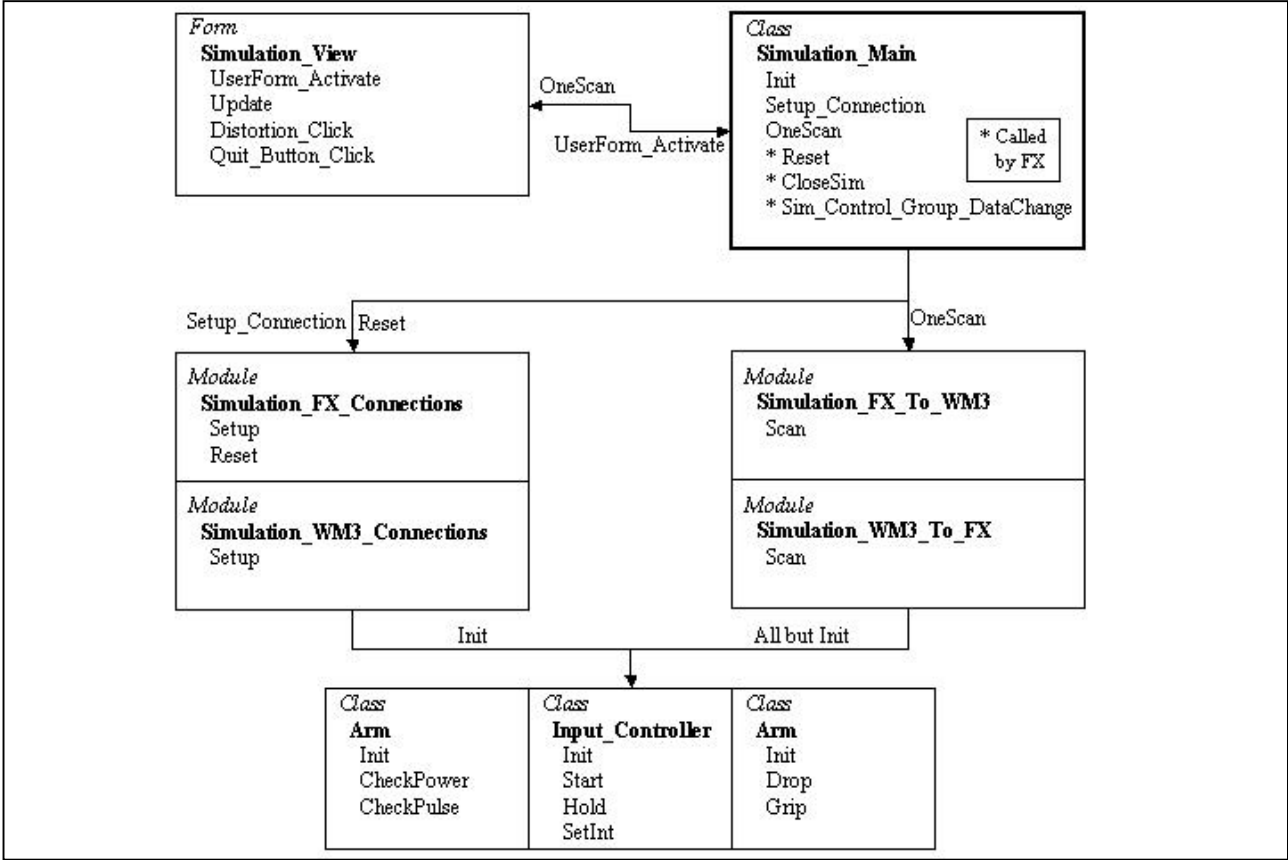 Form
Simulation_View
UserForm_Activate
Update
Distortion_Click
Quit_Button_Click
OneScan
UserForm_Activate
Class
Simulation_Main
Init
Setup_Connection
OneScan
* Reset
* CloseSim
* Sim_Control_Group_DataChange
* Called
by FX
Setup_Connection
Reset
OneScan
Module
Simulation_FX_Connections
Setup
Reset
Module
Simulation_WM3_Connections
Setup
Module
Simulation_FX_To_WM3
Scan
Module
Simulation_WM3_To_FX
Scan
Init
All but Init
Class
Arm
Init
CheckPower
CheckPulse
Class
Input_Controller
Init
Start
Hold
SetInt
Class
Arm
Init
Drop
Grip